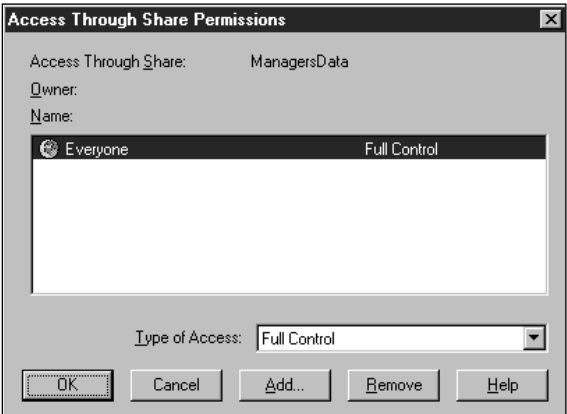 Access Through Share Permissions
Access Through Share: ManagersData
Owner:
Name:
Everyone Full Control
Type of Access: Full Control
OK Cancel Add... Remove Help